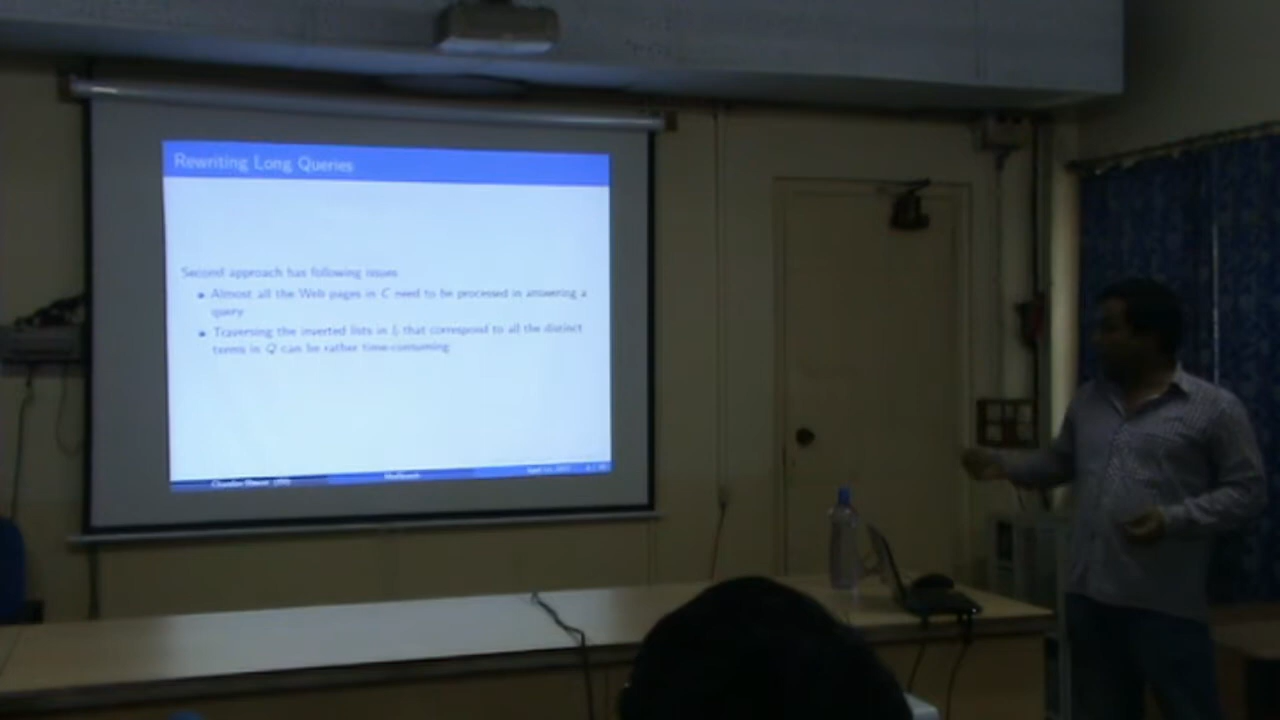 Rewriting Long Queries
Second approach has following issues
Almost all the Web pages in C need to be processed in answering a
query
Traversing the inverted lists in I that correspond to all the distinct
terms in Q can be rather time-consuming